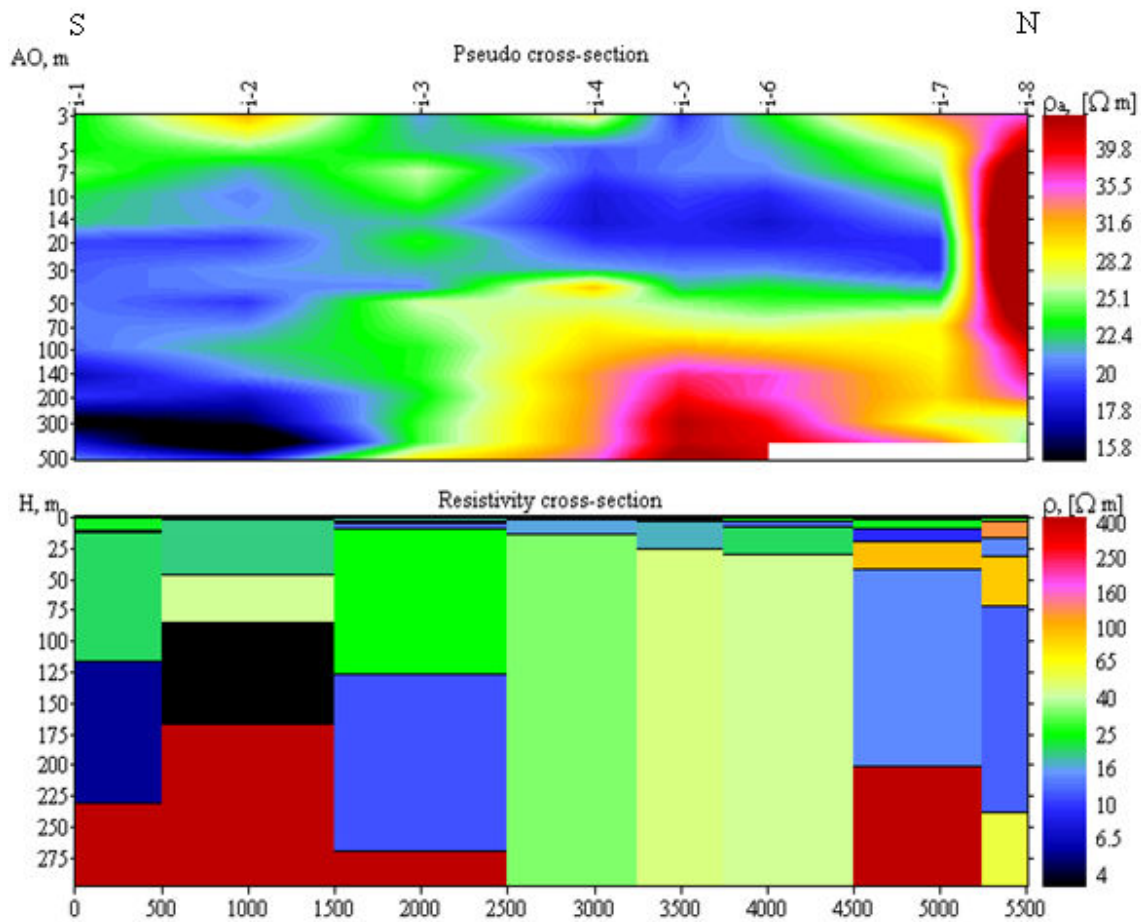 S
N
Pseudo cross-section
AO, m
i-1
i-2
i-3
i-4
i-5
i-6
i-7
i-8
ρa, [Ω m]
3
5
7
10
14
20
30
50
70
100
140
200
300
500
39.8
35.5
31.6
28.2
25.1
22.4
20
17.8
15.8
H, m
Resistivity cross-section
ρ, [Ω m]
0
25
50
75
100
125
150
175
200
225
250
275
400
250
160
100
65
40
25
16
10
6.5
4
0 500 1000 1500 2000 2500 3000 3500 4000 4500 5000 5500